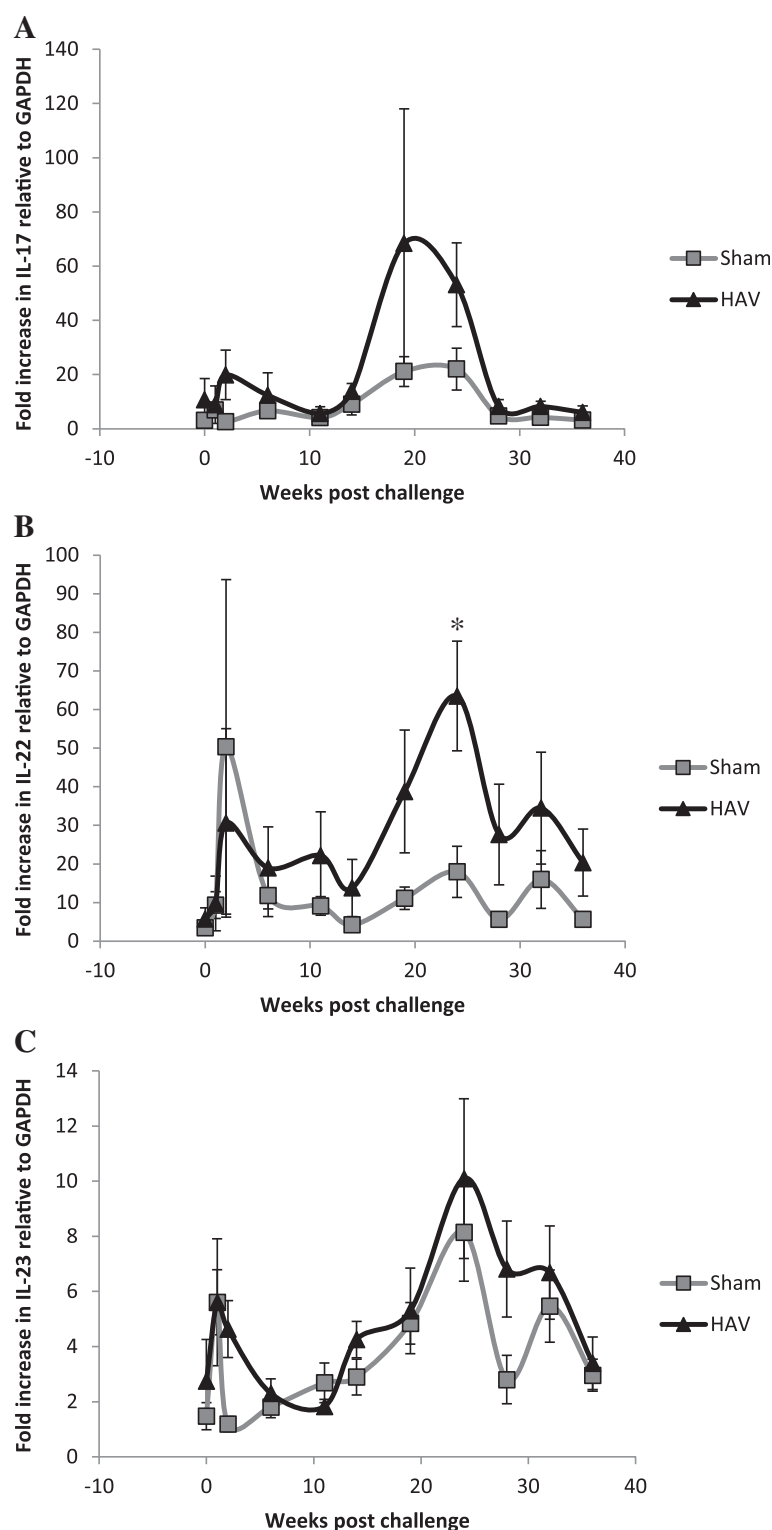 A
Fold increase in IL-17 relative to GAPDH
140
120
100
80
60
40
20
0
-10 0 10 20 30 40
Weeks post challenge
Sham
HAV
B
Fold increase in IL-22 relative to GAPDH
100
90
80
70
60
50
40
30
20
10
0
*
-10 0 10 20 30 40
Weeks post challenge
Sham
HAV
C
Fold increase in IL-23 relative to GAPDH
14
12
10
8
6
4
2
0
-10 0 10 20 30 40
Weeks post challenge
Sham
HAV